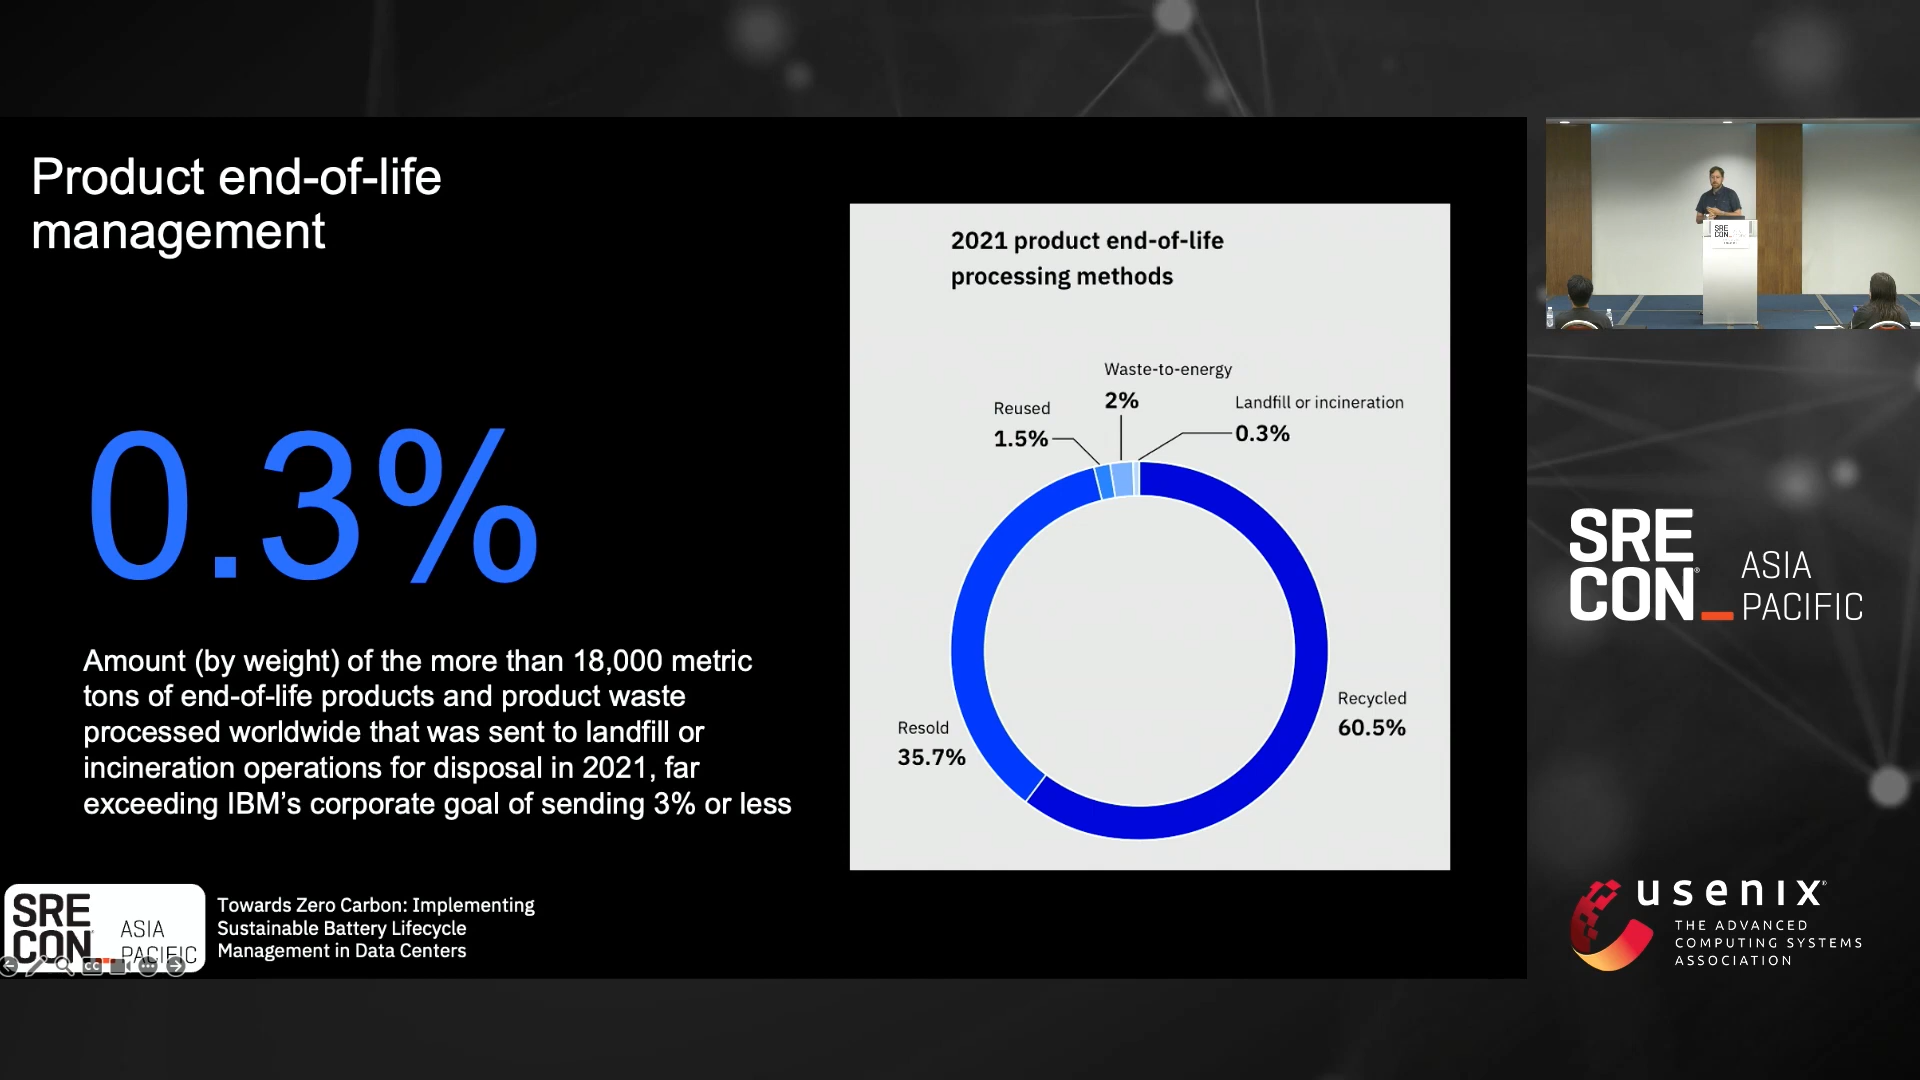 Product end-of-life
management
0.3%
Amount (by weight) of the more than 18,000 metric
tons of end-of-life products and product waste
processed worldwide that was sent to landfill or
incineration operations for disposal in 2021, far
exceeding IBM’s corporate goal of sending 3% or less
2021 product end-of-life
processing methods
Waste-to-energy
2%
Reused
1.5%
Landfill or incineration
0.3%
Recycled
60.5%
Resold
35.7%
SRE
CON
ASIA
PACIFIC
Towards Zero Carbon: Implementing
Sustainable Battery Lifecycle
Management in Data Centers
SRE
CON
SRE
CON®_
ASIA
PACIFIC
usenix®
THE ADVANCED
COMPUTING SYSTEMS
ASSOCIATION